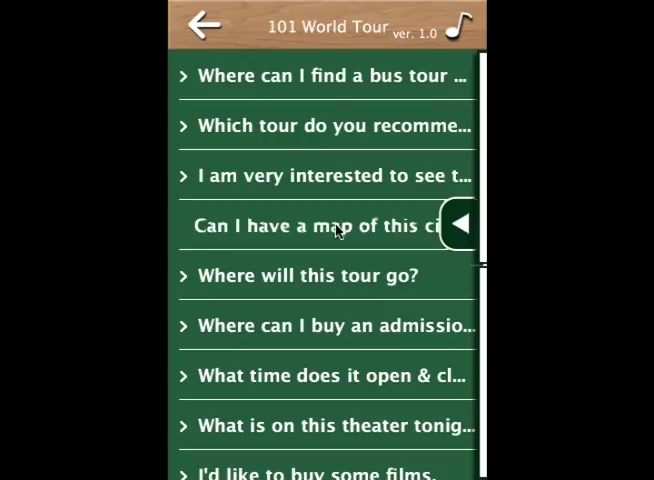 101 World Tour ver. 1.0
> Where can I find a bus tour ...
> Which tour do you recomme...
> I am very interested to see t...
Can I have a map of this ci
> Where will this tour go?
> Where can I buy an admissio...
> What time does it open & cl...
> What is on this theater tonig...
> I'd like to buy some films.